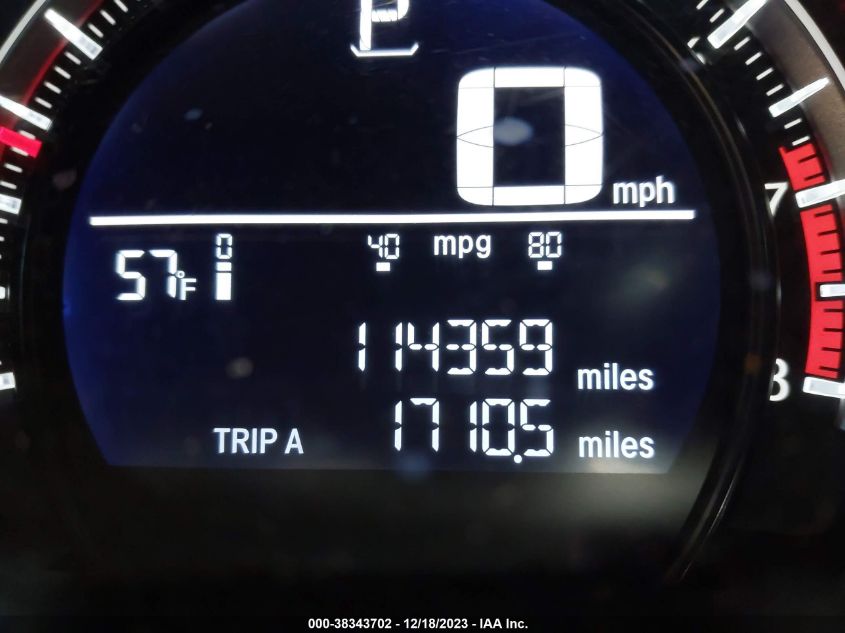 P
0 mph
7
0 40 mpg 80
57°F
114359 miles
8
TRIP A 1710.5 miles
000-38343702 - 12/18/2023 - IAA Inc.